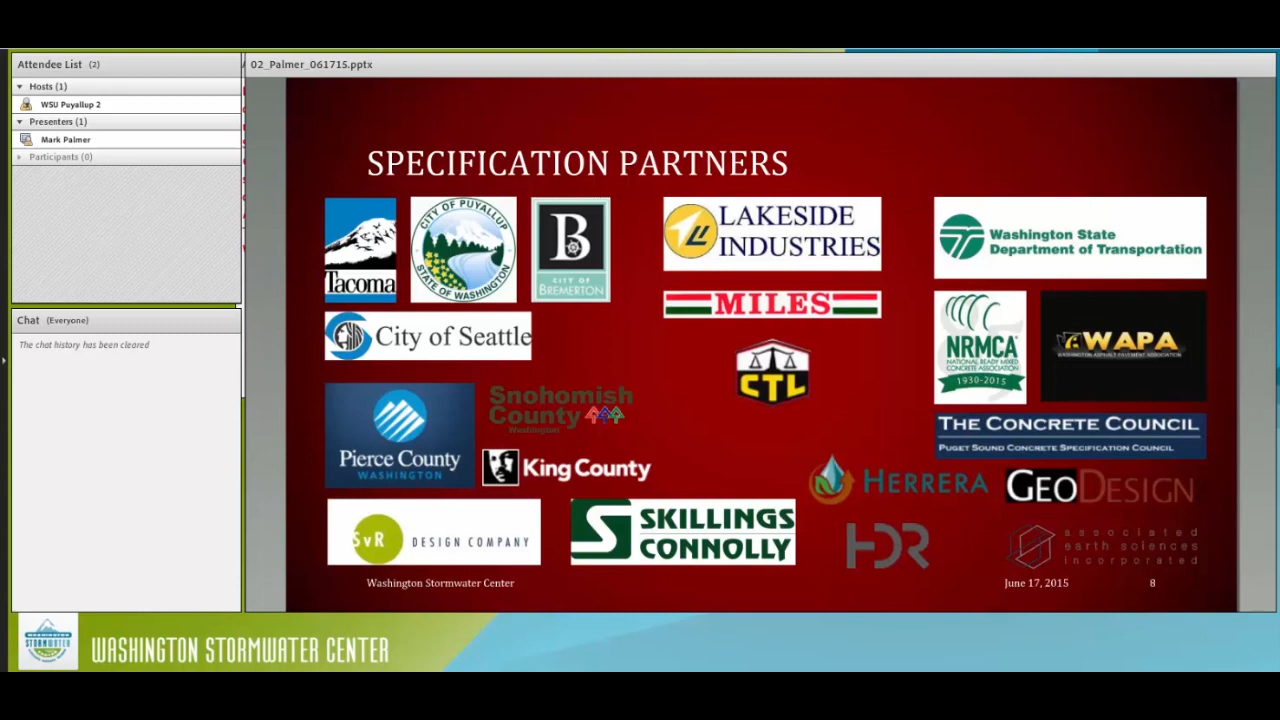 Attendee List (2)
02_Palmer_061715.pptx
Hosts (1)
WSU Puyallup 2
Presenters (1)
Mark Palmer
Participants (0)
Chat (Everyone)
The chat history has been cleared
SPECIFICATION PARTNERS
Tacoma
CITY OF PUYALLUP
STATE OF WASHINGTON
B
CITY OF
BREMERTON
LAKESIDE
INDUSTRIES
Washington State
Department of Transportation
City of Seattle
MILES
CTL
NRMCA
NATIONAL READY MIXED
CONCRETE ASSOCIATION
1930-2015
WAPA
WASHINGTON ASPHALT PAVEMENT ASSOCIATION
Pierce County
WASHINGTON
Snohomish
County
Washington
King County
THE CONCRETE COUNCIL
PUGET SOUND CONCRETE SPECIFICATION COUNCIL
HERRERA
GEODESIGN
SvR DESIGN COMPANY
SKILLINGS
CONNOLLY
HDR
associated
earth sciences
incorporated
Washington Stormwater Center
June 17, 2015
8
WASHINGTON
STORMWATER
WASHINGTON STORMWATER CENTER